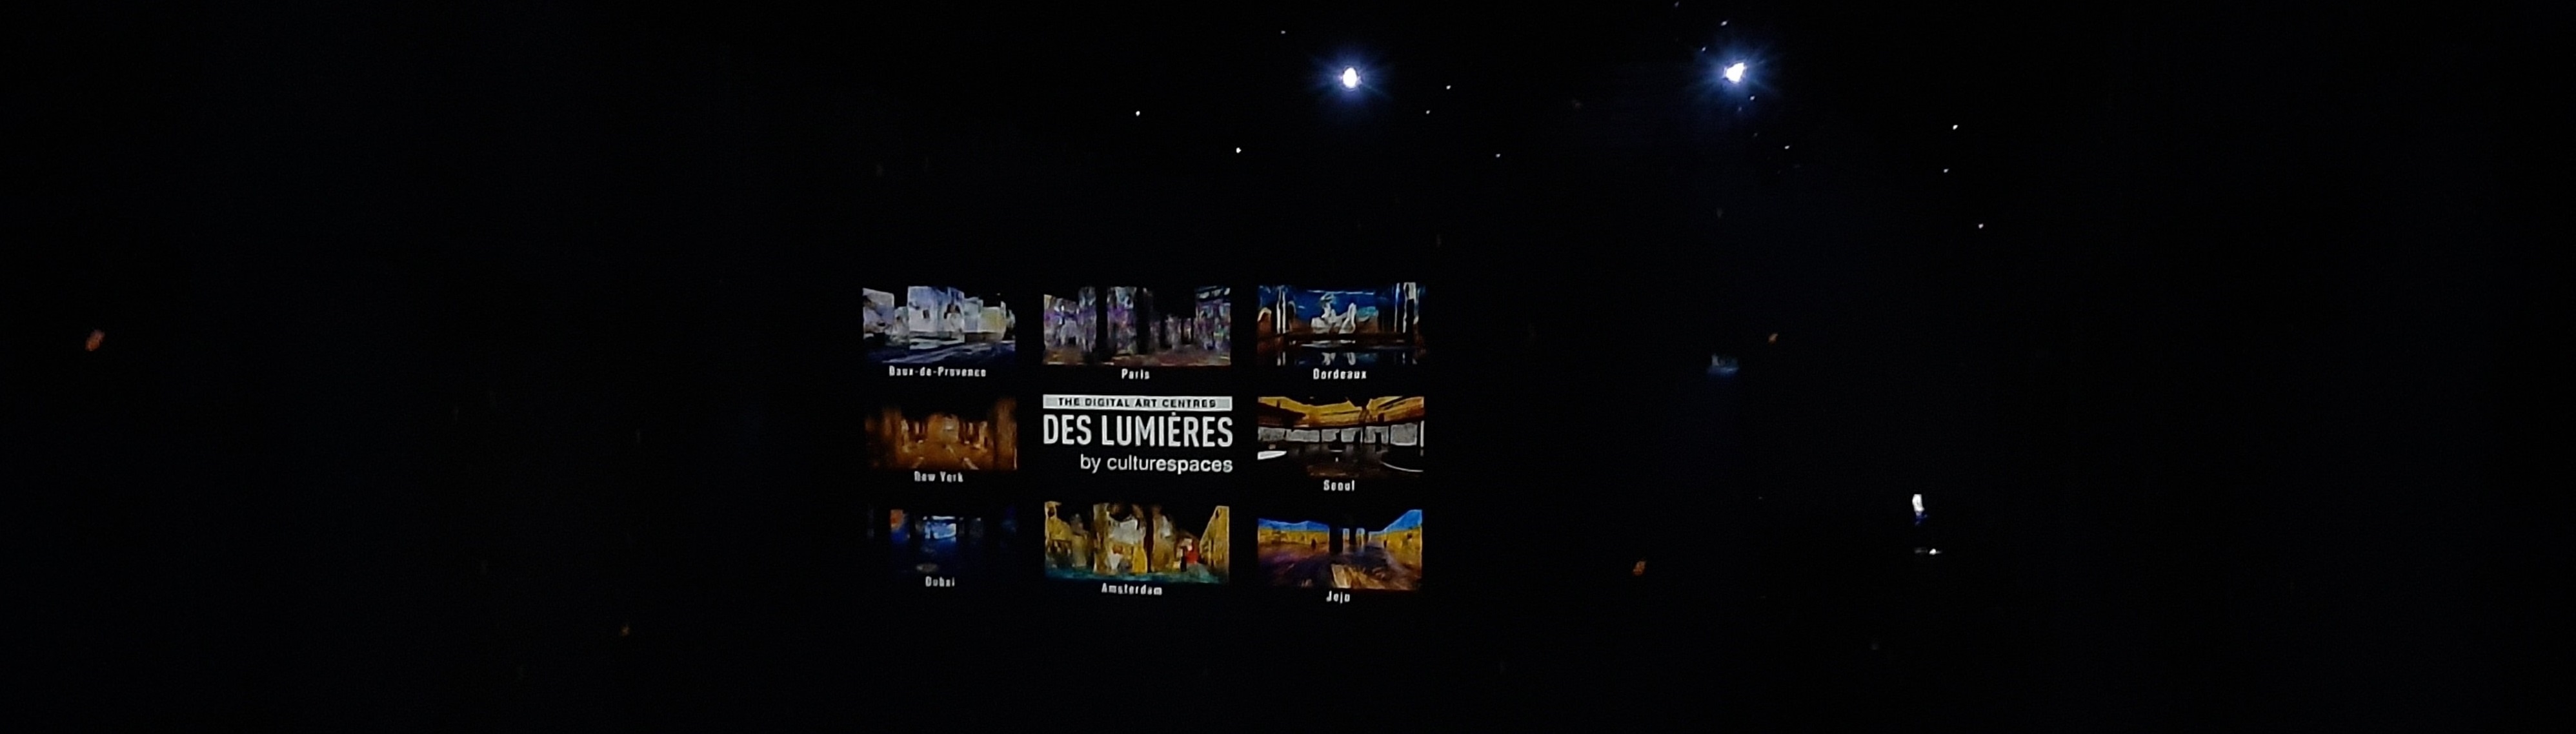 Baux-de-Provence
Paris
Bordeaux
THE DIGITAL ART CENTRES
DES LUMIÈRES
by culturespaces
New York
Seoul
Dubai
Amsterdam
Jeju